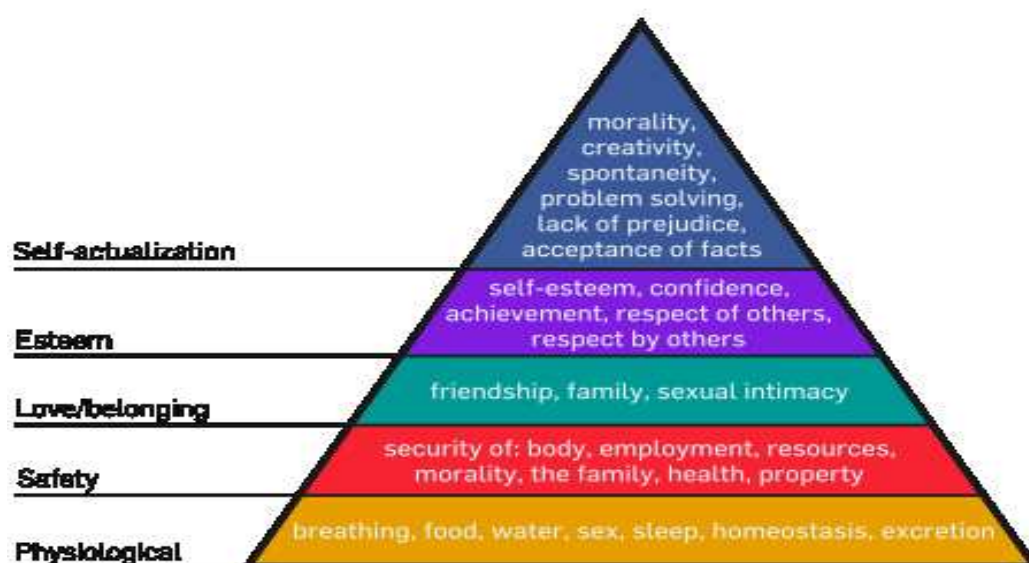 morality,
creativity,
spontaneity,
problem solving,
lack of prejudice,
acceptance of facts
Self-actualization
self-esteem, confidence,
achievement, respect of others,
respect by others
Esteem
friendship, family, sexual intimacy
Love/belonging
security of: body, employment, resources,
morality, the family, health, property
Safety
breathing, food, water, sex, sleep, homeostasis, excretion
Physiological